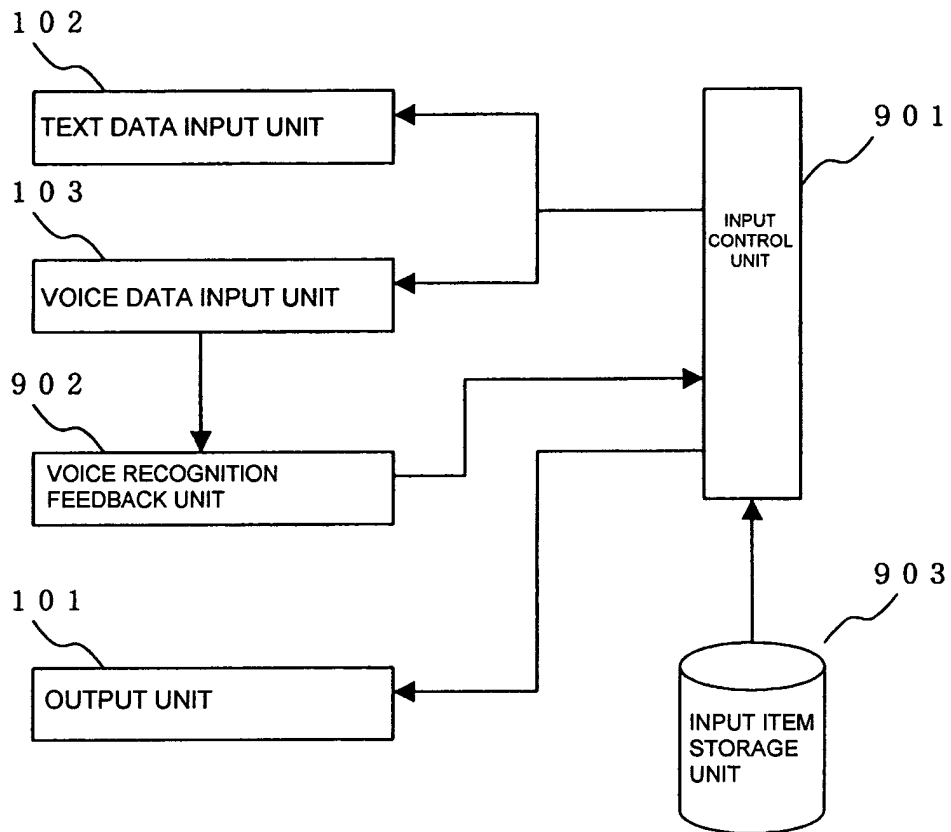 102
TEXT DATA INPUT UNIT
901
INPUT
CONTROL
UNIT
103
VOICE DATA INPUT UNIT
902
VOICE RECOGNITION
FEEDBACK UNIT
903
101
OUTPUT UNIT
INPUT ITEM
STORAGE
UNIT